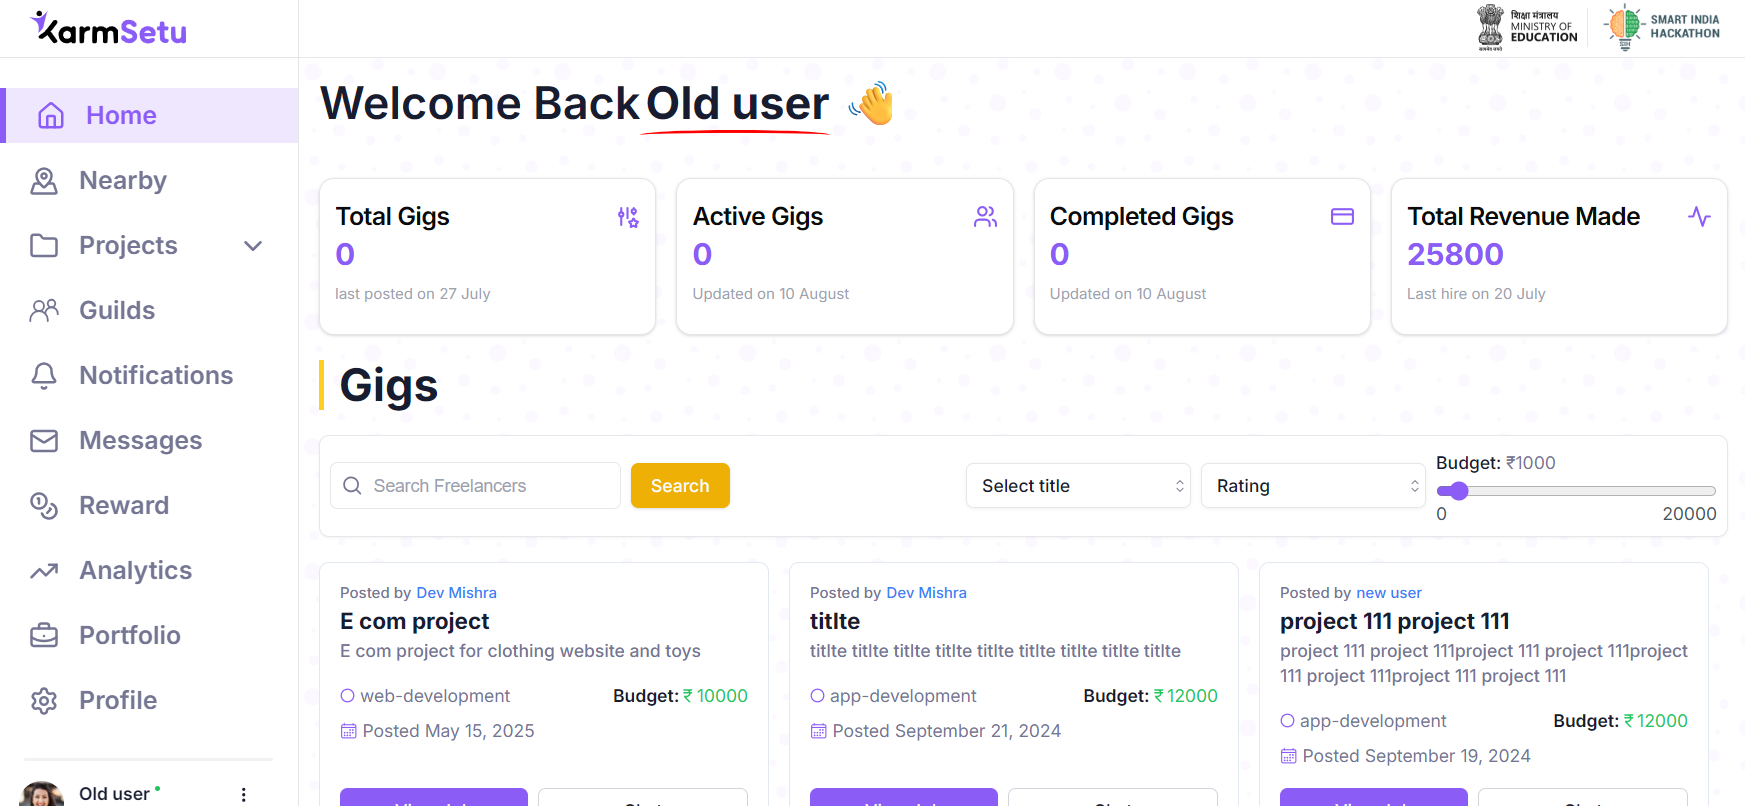 KarmSetu
शिक्षा मंत्रालय
MINISTRY OF
EDUCATION
सत्यमेव जयते
SMART INDIA
HACKATHON
Home
Nearby
Projects
Guilds
Notifications
Messages
Reward
Analytics
Portfolio
Profile
Old user
Welcome Back Old user 👋
Total Gigs
0
last posted on 27 July
Active Gigs
0
Updated on 10 August
Completed Gigs
0
Updated on 10 August
Total Revenue Made
25800
Last hire on 20 July
Gigs
Search Freelancers
Search
Select title
Rating
Budget: ₹1000
0 20000
Posted by Dev Mishra
E com project
E com project for clothing website and toys
web-development Budget: ₹ 10000
Posted May 15, 2025
Posted by Dev Mishra
titlte
titlte titlte titlte titlte titlte titlte titlte titlte titlte
app-development Budget: ₹ 12000
Posted September 21, 2024
Posted by new user
project 111 project 111
project 111 project 111project 111 project 111project
111 project 111project 111 project 111
app-development Budget: ₹ 12000
Posted September 19, 2024